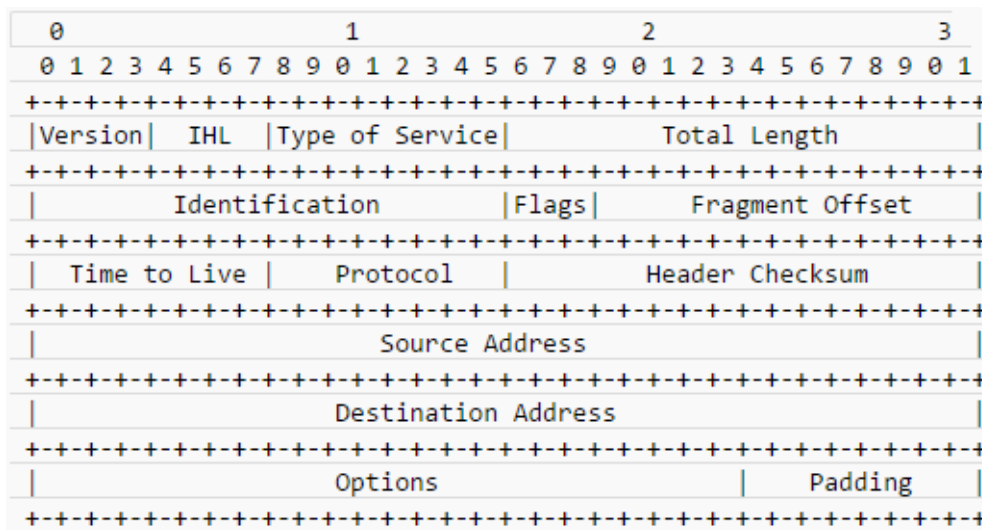 0                   1                   2                   3
0 1 2 3 4 5 6 7 8 9 0 1 2 3 4 5 6 7 8 9 0 1 2 3 4 5 6 7 8 9 0 1
+-+-+-+-+-+-+-+-+-+-+-+-+-+-+-+-+-+-+-+-+-+-+-+-+-+-+-+-+-+-+-+-+
|Version|  IHL  |Type of Service|          Total Length         |
+-+-+-+-+-+-+-+-+-+-+-+-+-+-+-+-+-+-+-+-+-+-+-+-+-+-+-+-+-+-+-+-+
|         Identification        |Flags|      Fragment Offset    |
+-+-+-+-+-+-+-+-+-+-+-+-+-+-+-+-+-+-+-+-+-+-+-+-+-+-+-+-+-+-+-+-+
|  Time to Live |    Protocol   |         Header Checksum       |
+-+-+-+-+-+-+-+-+-+-+-+-+-+-+-+-+-+-+-+-+-+-+-+-+-+-+-+-+-+-+-+-+
|                       Source Address                          |
+-+-+-+-+-+-+-+-+-+-+-+-+-+-+-+-+-+-+-+-+-+-+-+-+-+-+-+-+-+-+-+-+
|                    Destination Address                        |
+-+-+-+-+-+-+-+-+-+-+-+-+-+-+-+-+-+-+-+-+-+-+-+-+-+-+-+-+-+-+-+-+
|                    Options                    |    Padding    |
+-+-+-+-+-+-+-+-+-+-+-+-+-+-+-+-+-+-+-+-+-+-+-+-+-+-+-+-+-+-+-+-+